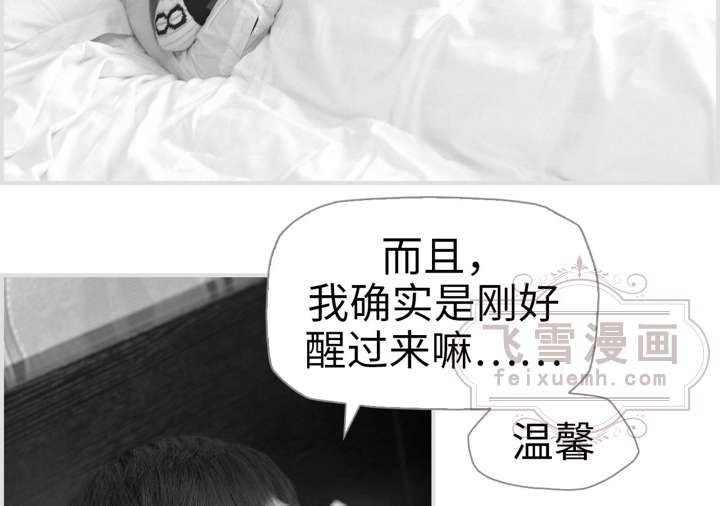 而且，
我确实是刚好
醒过来嘛……
飞雪漫画
feixuemh.com
温馨